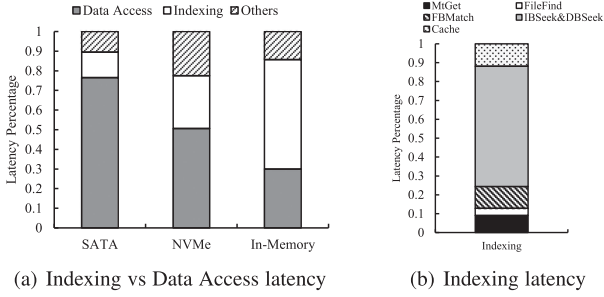 Data Access Indexing Others
Latency Percentage
1
0.9
0.8
0.7
0.6
0.5
0.4
0.3
0.2
0.1
0
SATA NVMe In-Memory
(a) Indexing vs Data Access latency
MtGet FileFind
FBMatch IBSeek&DBSeek
Cache
Latency Percentage
1
0.9
0.8
0.7
0.6
0.5
0.4
0.3
0.2
0.1
0
Indexing
(b) Indexing latency